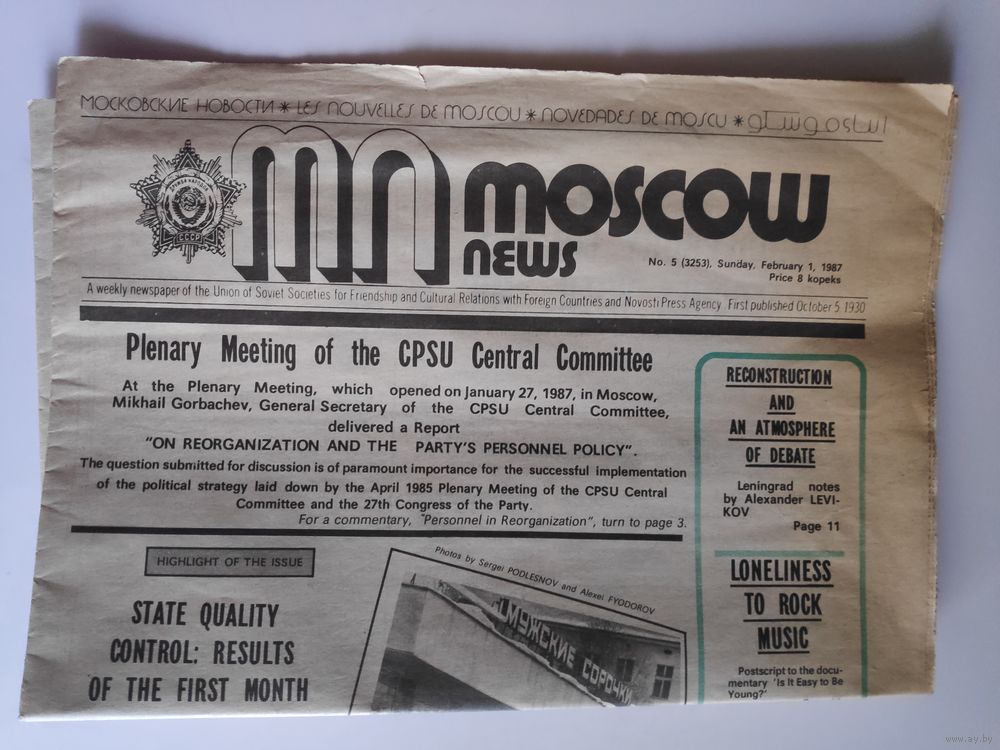 МОСКОВСКИЕ НОВОСТИ * LES NOUVELLES DE MOSCOU * NOVEDADES DE MOSCU * أنباء موسكو
ДРУЖБА НАРОДОВ
СССР
MN MOSCOW
NEWS
No. 5 (3253), Sunday, February 1, 1987
Price 8 kopeks
A weekly newspaper of the Union of Soviet Societies for Friendship and Cultural Relations with Foreign Countries and Novosti Press Agency. First published October 5, 1930
Plenary Meeting of the CPSU Central Committee
At the Plenary Meeting, which opened on January 27, 1987, in Moscow,
Mikhail Gorbachev, General Secretary of the CPSU Central Committee,
delivered a Report
"ON REORGANIZATION AND THE PARTY'S PERSONNEL POLICY".
The question submitted for discussion is of paramount importance for the successful implementation
of the political strategy laid down by the April 1985 Plenary Meeting of the CPSU Central
Committee and the 27th Congress of the Party.
For a commentary, "Personnel in Reorganization", turn to page 3.
RECONSTRUCTION
AND
AN ATMOSPHERE
OF DEBATE
Leningrad notes
by Alexander LEVI-
KOV
Page 11
LONELINESS
TO ROCK
MUSIC
Postscript to the docu-
mentary 'Is It Easy to Be
Young?'
HIGHLIGHT OF THE ISSUE
STATE QUALITY
CONTROL: RESULTS
OF THE FIRST MONTH
Photos by Sergei PODLESNOV and Alexei FYODOROV
МУЖСКИЕ СОРОЧКИ
www.ay.by